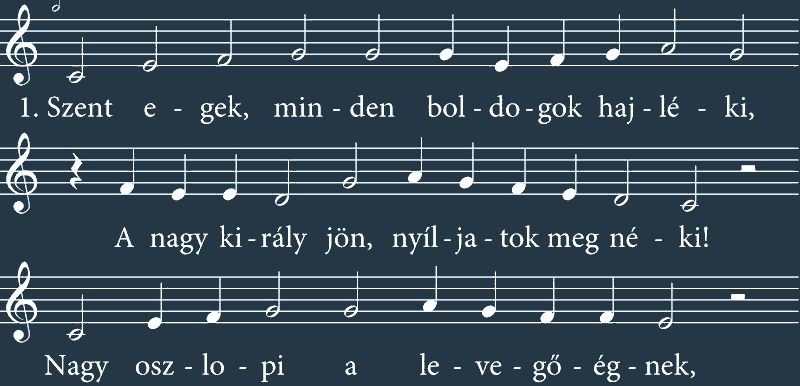 1. Szent e - gek, min - den bol - do - gok haj - lé - ki,
A nagy ki - rály jön, nyíl - ja - tok meg né - ki!
Nagy osz - lo - pi a le - ve - gő - ég - nek,